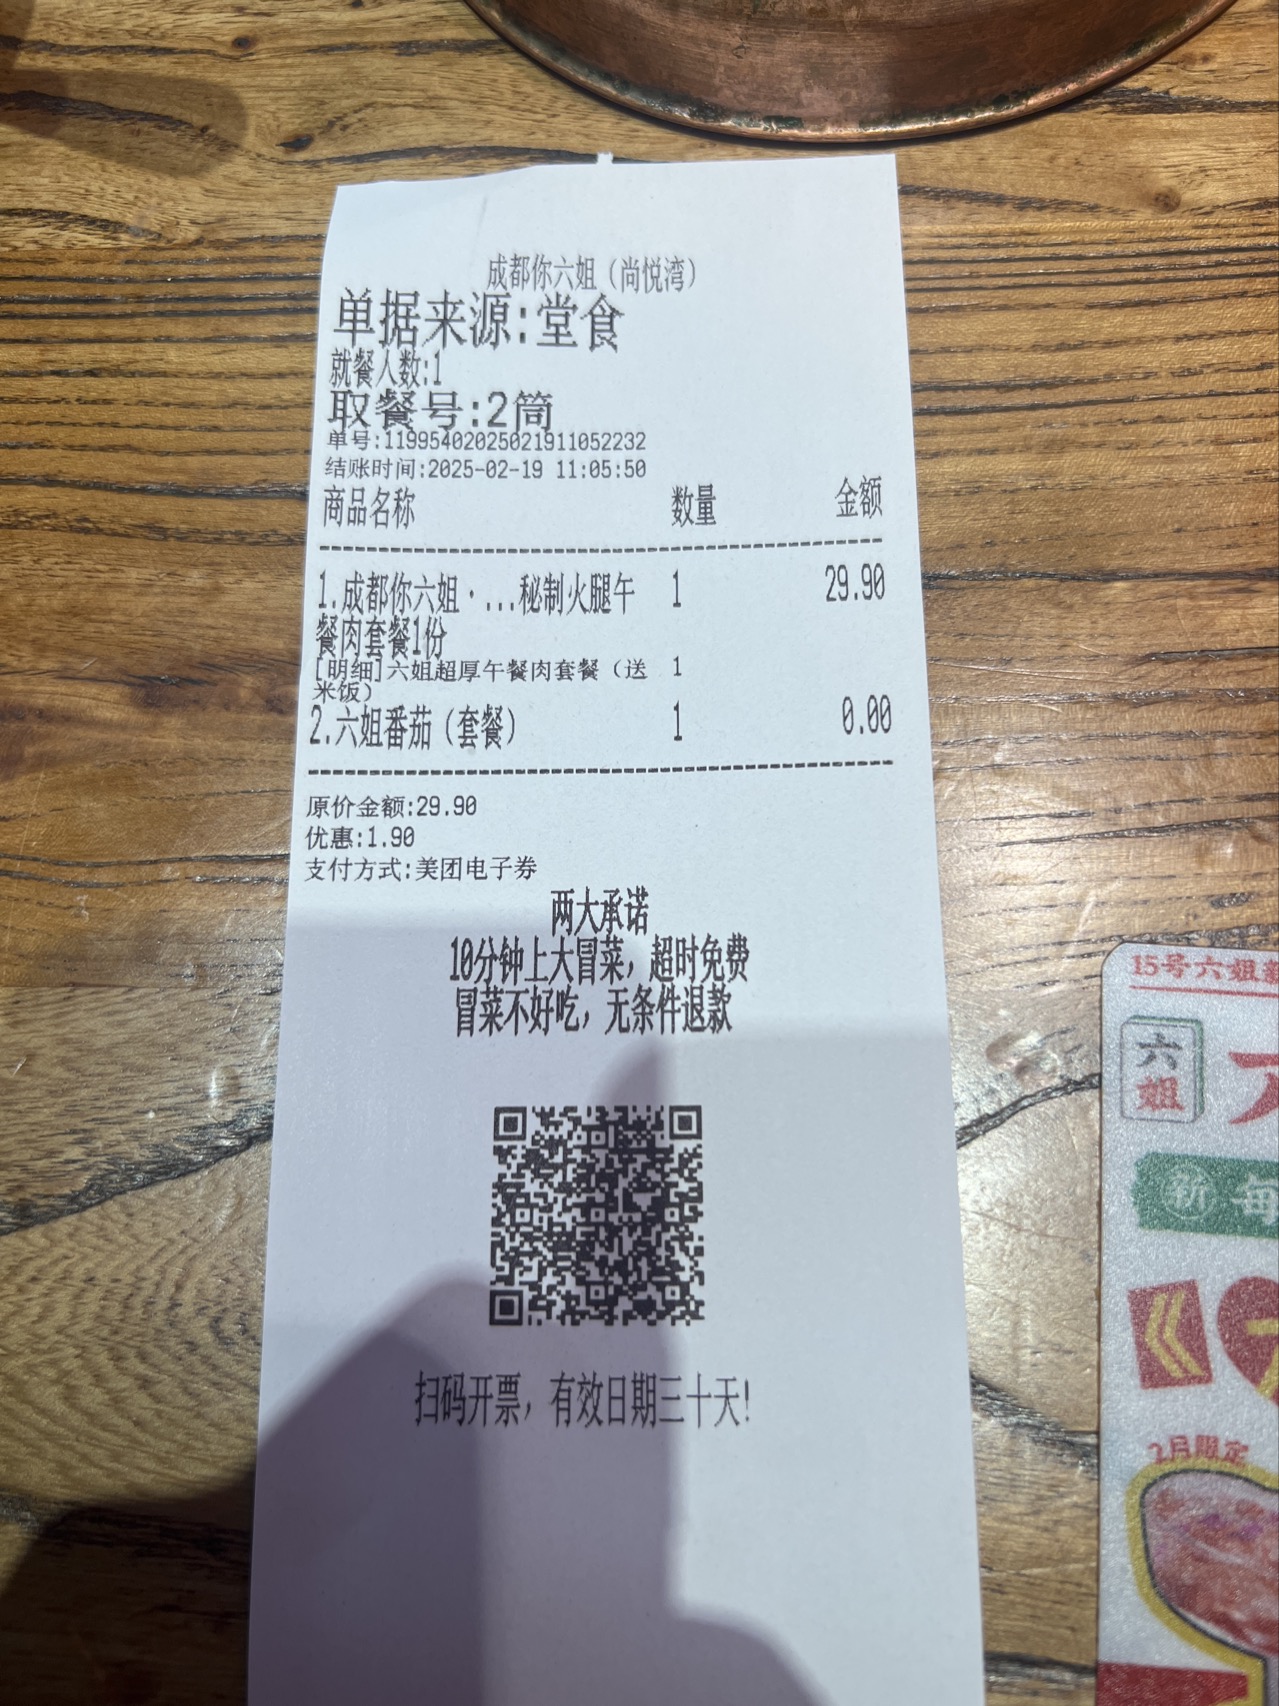 成都你六姐（尚悦湾）
单据来源:堂食
就餐人数:1
取餐号:2筒
单号:11995402025021911052232
结账时间:2025-02-19 11:05:50
商品名称 数量 金额
1.成都你六姐·...秘制火腿午 1 29.90
餐肉套餐1份
[明细]六姐超厚午餐肉套餐（送 1
米饭）
2.六姐番茄（套餐） 1 0.00
原价金额:29.90
优惠:1.90
支付方式:美团电子券
两大承诺
10分钟上大冒菜，超时免费
冒菜不好吃，无条件退款
扫码开票，有效日期三十天!
15号六姐
六
姐
新 每
2月限定